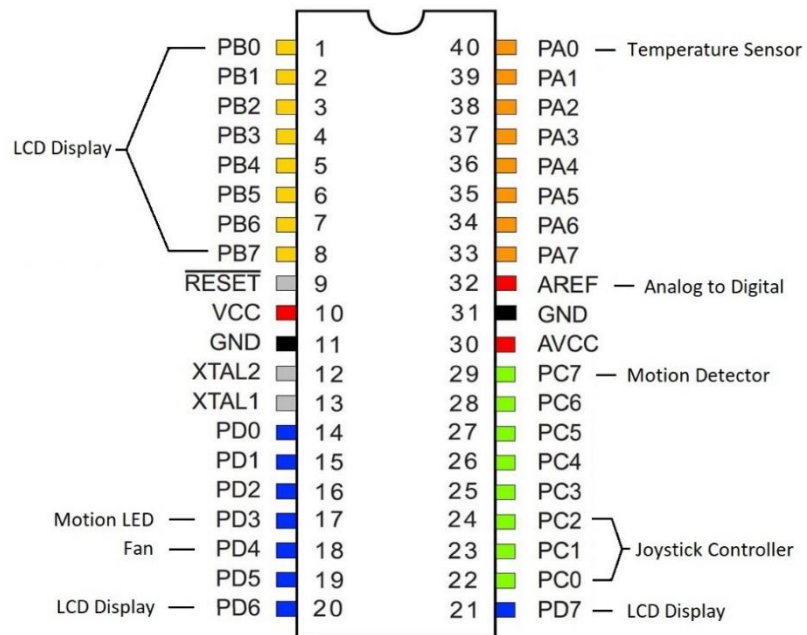 PB0 1 40 PA0 Temperature Sensor
PB1 2 39 PA1
PB2 3 38 PA2
PB3 4 37 PA3
LCD Display
PB4 5 36 PA4
PB5 6 35 PA5
PB6 7 34 PA6
PB7 8 33 PA7
RESET 9 32 AREF Analog to Digital
VCC 10 31 GND
GND 11 30 AVCC
XTAL2 12 29 PC7 Motion Detector
XTAL1 13 28 PC6
PD0 14 27 PC5
PD1 15 26 PC4
PD2 16 25 PC3
Motion LED PD3 17 24 PC2
Fan PD4 18 23 PC1 Joystick Controller
PD5 19 22 PC0
LCD Display PD6 20 21 PD7 LCD Display